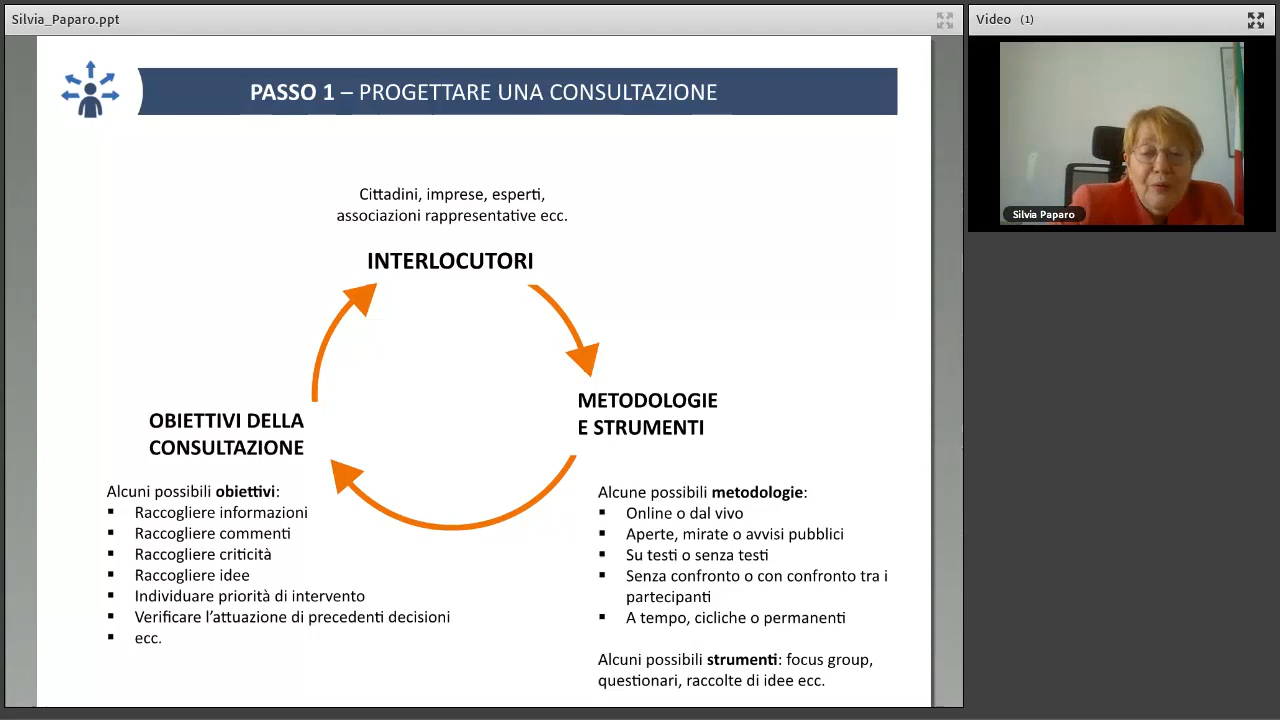 Silvia_Paparo.ppt
Video (1)
PASSO 1 – PROGETTARE UNA CONSULTAZIONE
Silvia Paparo
Cittadini, imprese, esperti,
associazioni rappresentative ecc.
INTERLOCUTORI
OBIETTIVI DELLA
CONSULTAZIONE
METODOLOGIE
E STRUMENTI
Alcuni possibili obiettivi:
▪ Raccogliere informazioni
▪ Raccogliere commenti
▪ Raccogliere criticità
▪ Raccogliere idee
▪ Individuare priorità di intervento
▪ Verificare l'attuazione di precedenti decisioni
▪ ecc.
Alcune possibili metodologie:
▪ Online o dal vivo
▪ Aperte, mirate o avvisi pubblici
▪ Su testi o senza testi
▪ Senza confronto o con confronto tra i
partecipanti
▪ A tempo, cicliche o permanenti
Alcuni possibili strumenti: focus group,
questionari, raccolte di idee ecc.